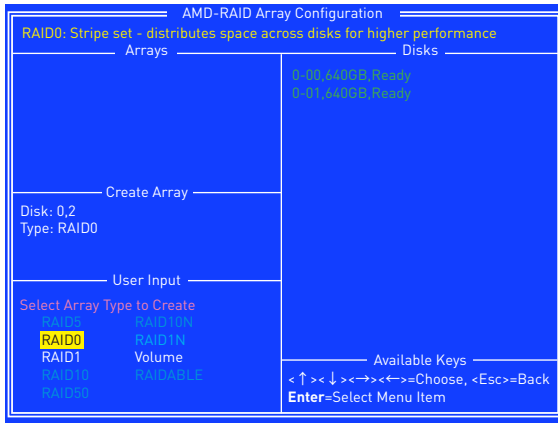 AMD-RAID Array Configuration
RAID0: Stripe set - distributes space across disks for higher performance
Arrays
Disks
0-00,640GB,Ready
0-01,640GB,Ready
Create Array
Disk: 0,2
Type: RAID0
User Input
Select Array Type to Create
RAID5 RAID10N
RAID0 RAID1N
RAID1 Volume
RAID10 RAIDABLE
RAID50
Available Keys
<↑><↓><→><←>=Choose, <Esc>=Back
Enter=Select Menu Item